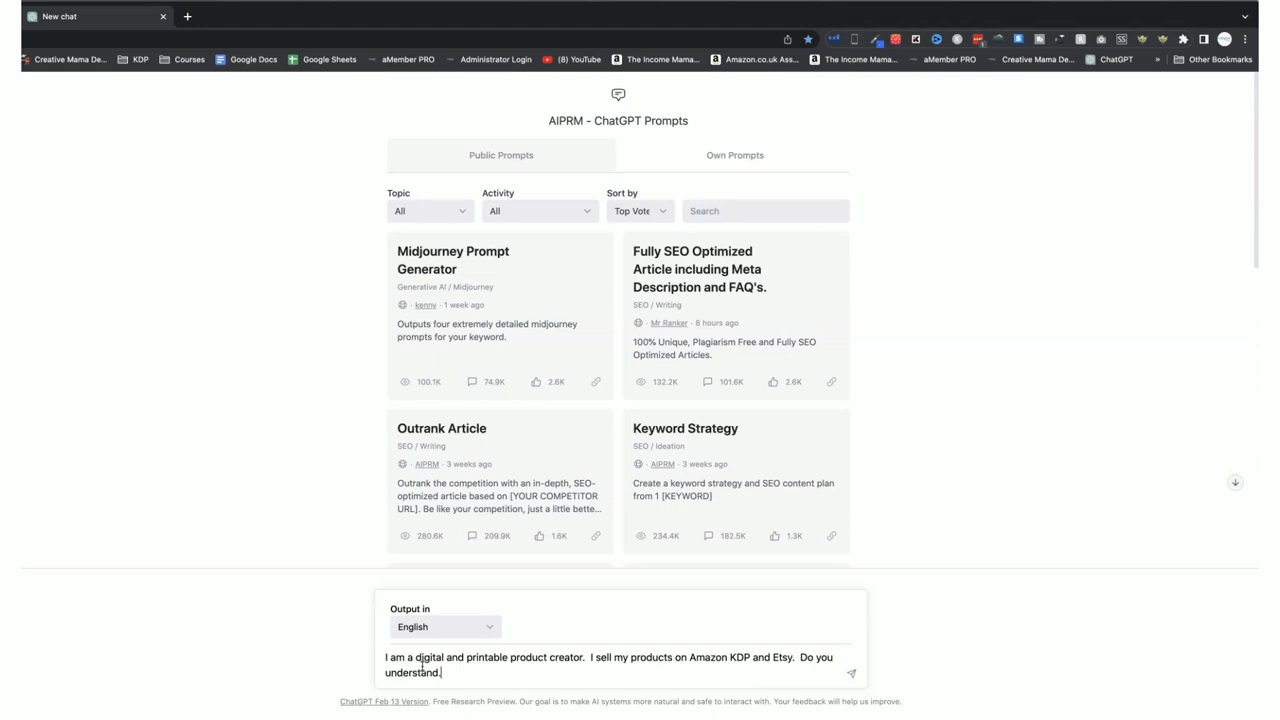 New chat
Creative Mama De...
KDP
Courses
Google Docs
Google Sheets
aMember PRO
Administrator Login
(8) YouTube
The Income Mama...
Amazon.co.uk Ass...
The Income Mama...
aMember PRO
Creative Mama De...
ChatGPT
»
Other Bookmarks
AIPRM - ChatGPT Prompts
Public Prompts
Own Prompts
Topic
Activity
Sort by
All
All
Top Vote
Search
Midjourney Prompt
Generator
Generative AI / Midjourney
· kenny · 1 week ago
Outputs four extremely detailed midjourney
prompts for your keyword.
100.1K
74.9K
2.6K
Fully SEO Optimized
Article including Meta
Description and FAQ's.
SEO / Writing
· Mr Ranker · 8 hours ago
100% Unique, Plagiarism Free and Fully SEO
Optimized Articles.
132.2K
101.6K
2.6K
Outrank Article
SEO / Writing
· AIPRM · 3 weeks ago
Outrank the competition with an in-depth, SEO-
optimized article based on [YOUR COMPETITOR
URL]. Be like your competition, just a little bette...
280.6K
209.9K
1.6K
Keyword Strategy
SEO / Ideation
· AIPRM · 3 weeks ago
Create a keyword strategy and SEO content plan
from 1 [KEYWORD]
234.4K
182.5K
1.3K
Output in
English
I am a digital and printable product creator.  I sell my products on Amazon KDP and Etsy.  Do you
understand.
ChatGPT Feb 13 Version. Free Research Preview. Our goal is to make AI systems more natural and safe to interact with. Your feedback will help us improve.